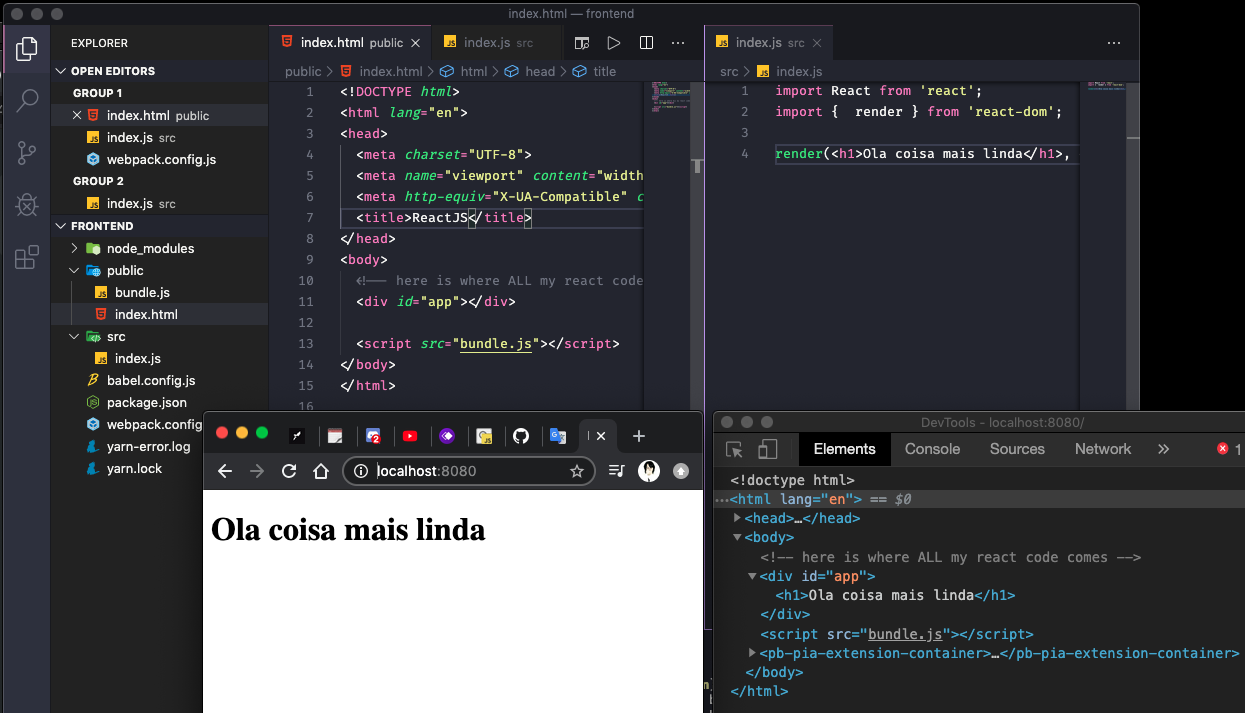 index.html — frontend
EXPLORER
OPEN EDITORS
GROUP 1
index.html public
index.js src
webpack.config.js
GROUP 2
index.js src
FRONTEND
node_modules
public
bundle.js
index.html
src
index.js
babel.config.js
package.json
webpack.config
yarn-error.log
yarn.lock
index.html public
index.js src
public > index.html > html > head > title
1 <!DOCTYPE html>
2 <html lang="en">
3 <head>
4 <meta charset="UTF-8">
5 <meta name="viewport" content="width
6 <meta http-equiv="X-UA-Compatible" c
7 <title>ReactJS</title>
8 </head>
9 <body>
10 <!-- here is where ALL my react code
11 <div id="app"></div>
12
13 <script src="bundle.js"></script>
14 </body>
15 </html>
16
index.js src
src > index.js
1 import React from 'react';
2 import {  render } from 'react-dom';
3
4 render(<h1>Ola coisa mais linda</h1>,
2
localhost:8080
Ola coisa mais linda
DevTools - localhost:8080/
Elements Console Sources Network » 1
<!doctype html>
…<html lang="en"> == $0
<head>…</head>
<body>
<!-- here is where ALL my react code comes -->
<div id="app">
<h1>Ola coisa mais linda</h1>
</div>
<script src="bundle.js"></script>
<pb-pia-extension-container>…</pb-pia-extension-container>
</body>
</html>